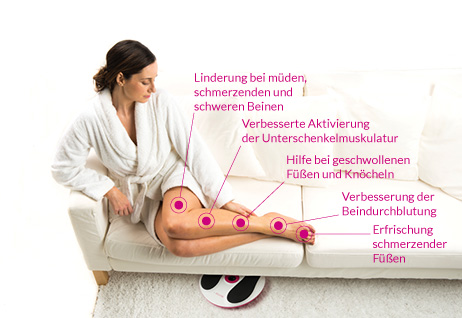 Linderung bei müden,
schmerzenden und
schweren Beinen
Verbesserte Aktivierung
der Unterschenkelmuskulatur
Hilfe bei geschwollenen
Füßen und Knöcheln
Verbesserung der
Beindurchblutung
Erfrischung
schmerzender
Füßen